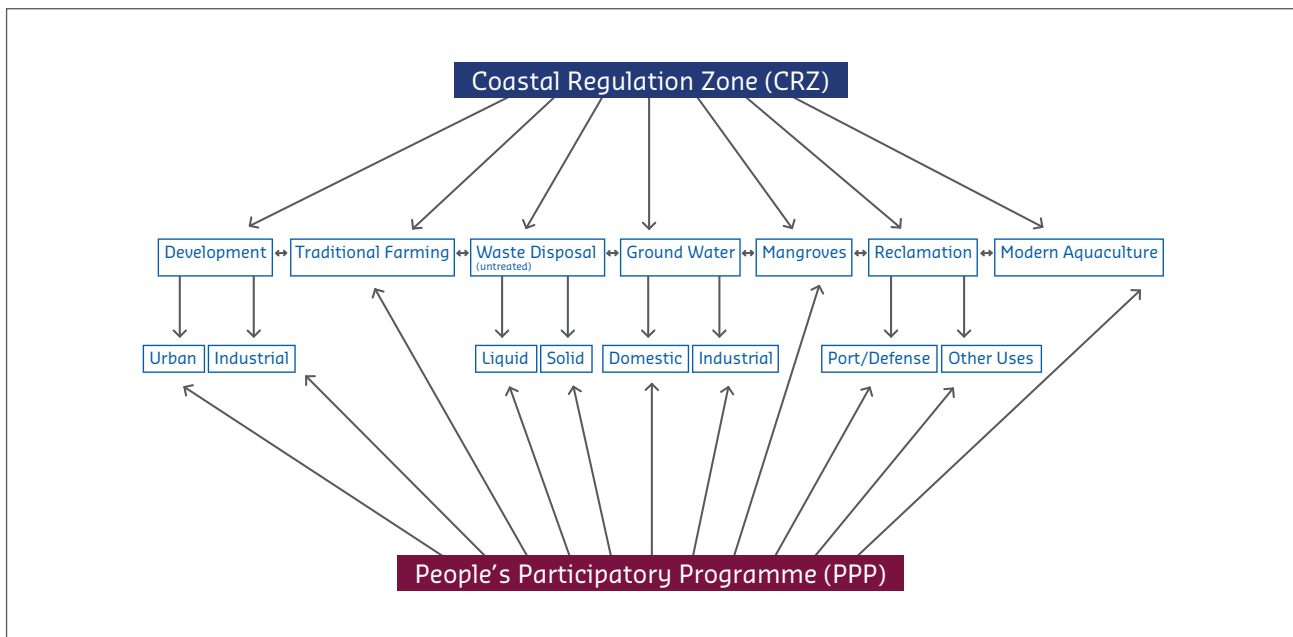 Coastal Regulation Zone (CRZ)
Development
Traditional Farming
Waste Disposal
(untreated)
Ground Water
Mangroves
Reclamation
Modern Aquaculture
Urban
Industrial
Liquid
Solid
Domestic
Industrial
Port/Defense
Other Uses
People’s Participatory Programme (PPP)